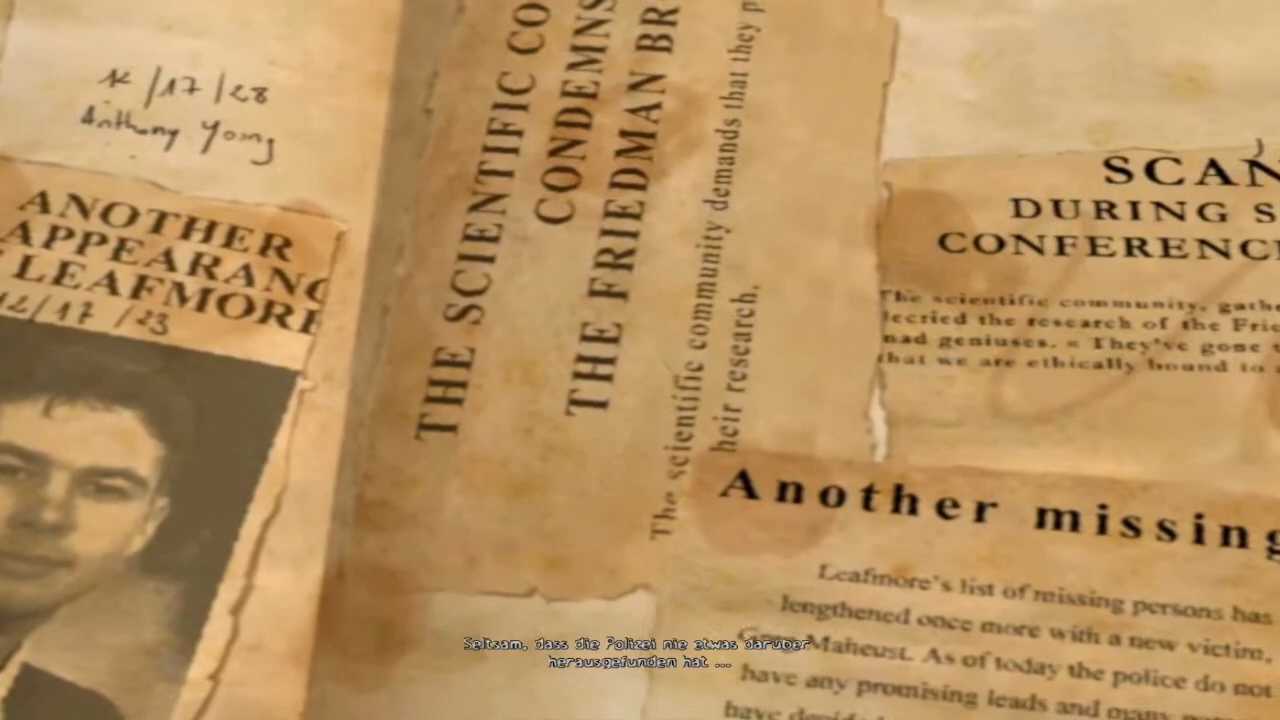 12/17/28
Anthony Young
ANOTHER
APPEARANC
LEAFMORE
12/17/23
THE SCIENTIFIC CO
CONDEMNS
THE FRIEDMAN BR
The scientific community demands that they p
heir research.
SCAN
DURING S
CONFERENC
The scientific community, gathe
decried the research of the Frie
mad geniuses. « They've gone
that we are ethically bound to
Another missing
Leafmore's list of missing persons has
lengthened once more with a new victim,
Maheust. As of today the police do not
have any promising leads and many
have decided
Seltsam, dass die Polizei nie etwas darüber
herausgefunden hat ...